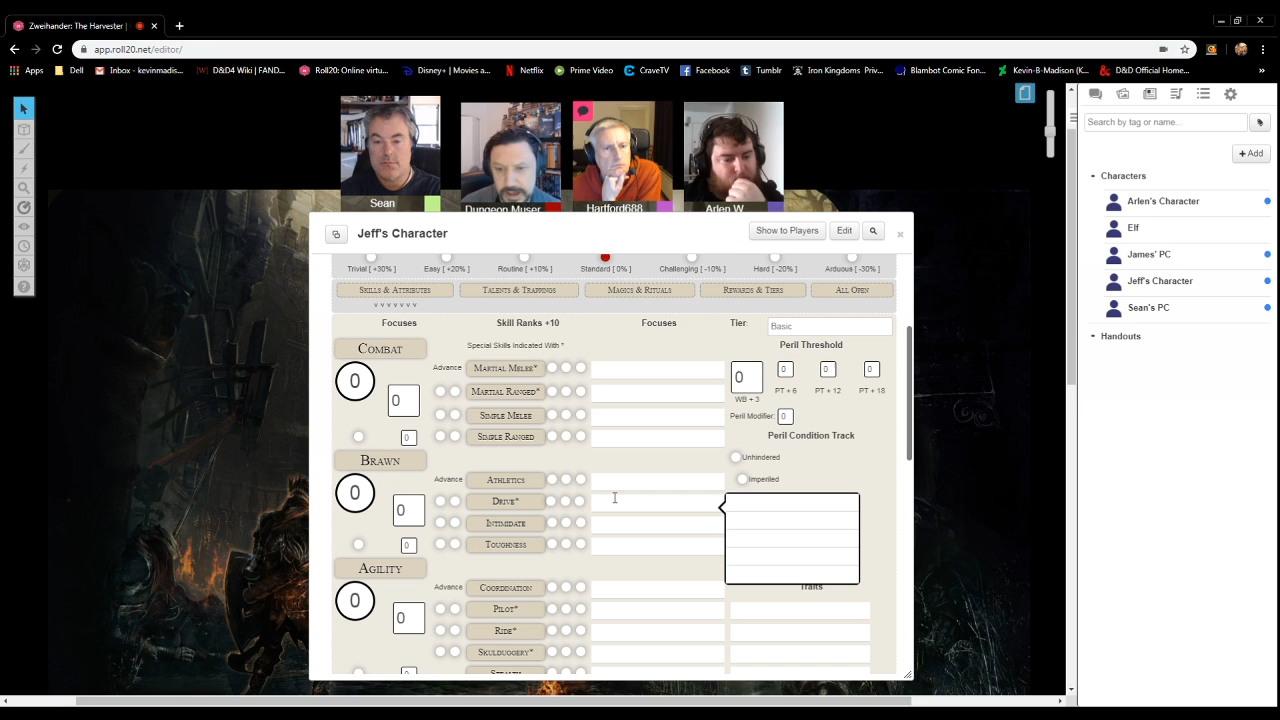 Zweihander: The Harvester |
app.roll20.net/editor/
Apps
Dell
Inbox - kevinmadis...
D&D4 Wiki | FAND...
Roll20: Online virtu...
Disney+ | Movies a...
Netflix
Prime Video
CraveTV
Facebook
Tumblr
Iron Kingdoms Priv...
Blambot Comic Fon...
Kevin-B-Madison (K...
D&D Official Home...
»
Sean
Dungeon Muser
Hartford688
Arlen W
Search by tag or name...
+ Add
Characters
Arlen's Character
Elf
James' PC
Jeff's Character
Sean's PC
Handouts
Jeff's Character
Show to Players
Edit
Trivial [ +30% ]
Easy [ +20% ]
Routine [ +10% ]
Standard [ 0% ]
Challenging [ -10% ]
Hard [ -20% ]
Arduous [ -30% ]
Skills & Attributes
Talents & Trappings
Magics & Rituals
Rewards & Tiers
All Open
v v v v v v v
Focuses
Skill Ranks +10
Focuses
Tier:
Basic
Special Skills Indicated With *
Peril Threshold
Combat
0
0
0
Advance
Martial Melee*
Martial Ranged*
Simple Melee
Simple Ranged
0
0
0
0
WB + 3
PT + 6
PT + 12
PT + 18
Peril Modifier:
0
Peril Condition Track
Unhindered
Imperiled
Brawn
0
0
0
Advance
Athletics
Drive*
Intimidate
Toughness
Agility
0
0
0
Advance
Coordination
Pilot*
Ride*
Skulduggery*
Stealth
Traits